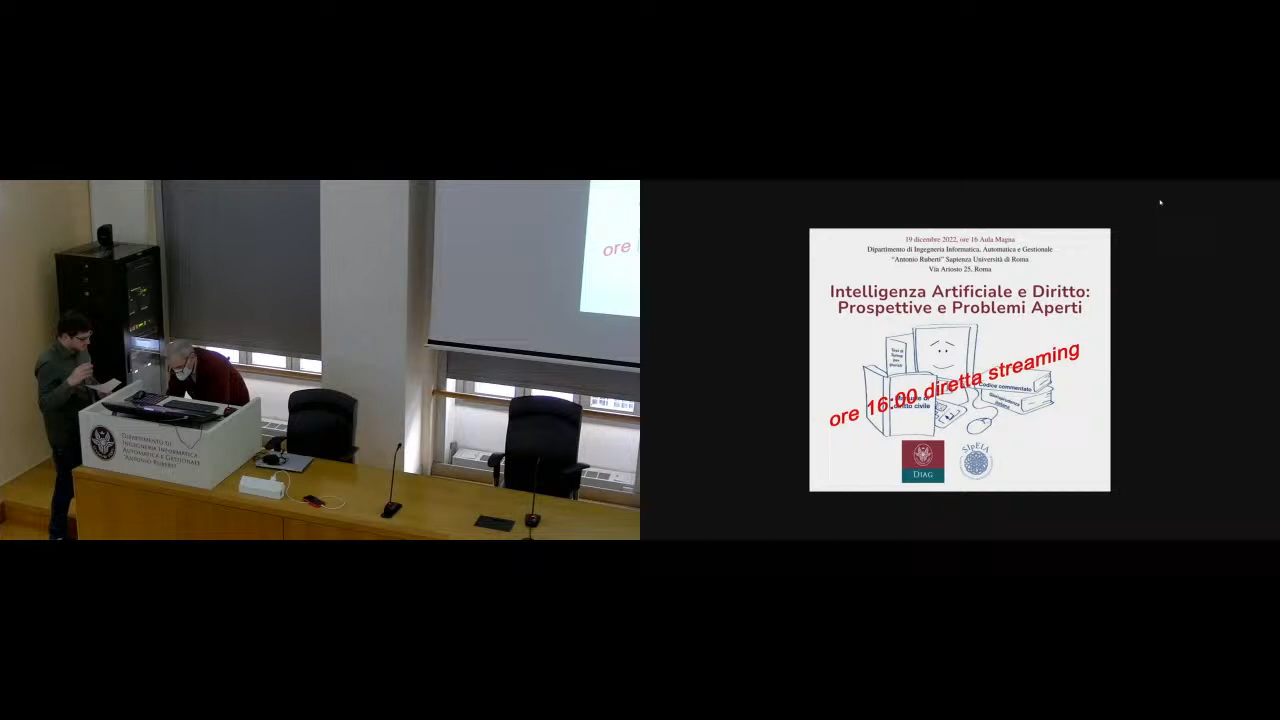 ore
DIPARTIMENTO DI
INGEGNERIA INFORMATICA
AUTOMATICA E GESTIONALE
"ANTONIO RUBERTI"
19 dicembre 2022, ore 16 Aula Magna
Dipartimento di Ingegneria Informatica, Automatica e Gestionale
“Antonio Ruberti” Sapienza Università di Roma
Via Ariosto 25, Roma
Intelligenza Artificiale e Diritto:
Prospettive e Problemi Aperti
ore 16:00 diretta streaming
Codice commentato
diritto civile
DIAG
SIpEIA